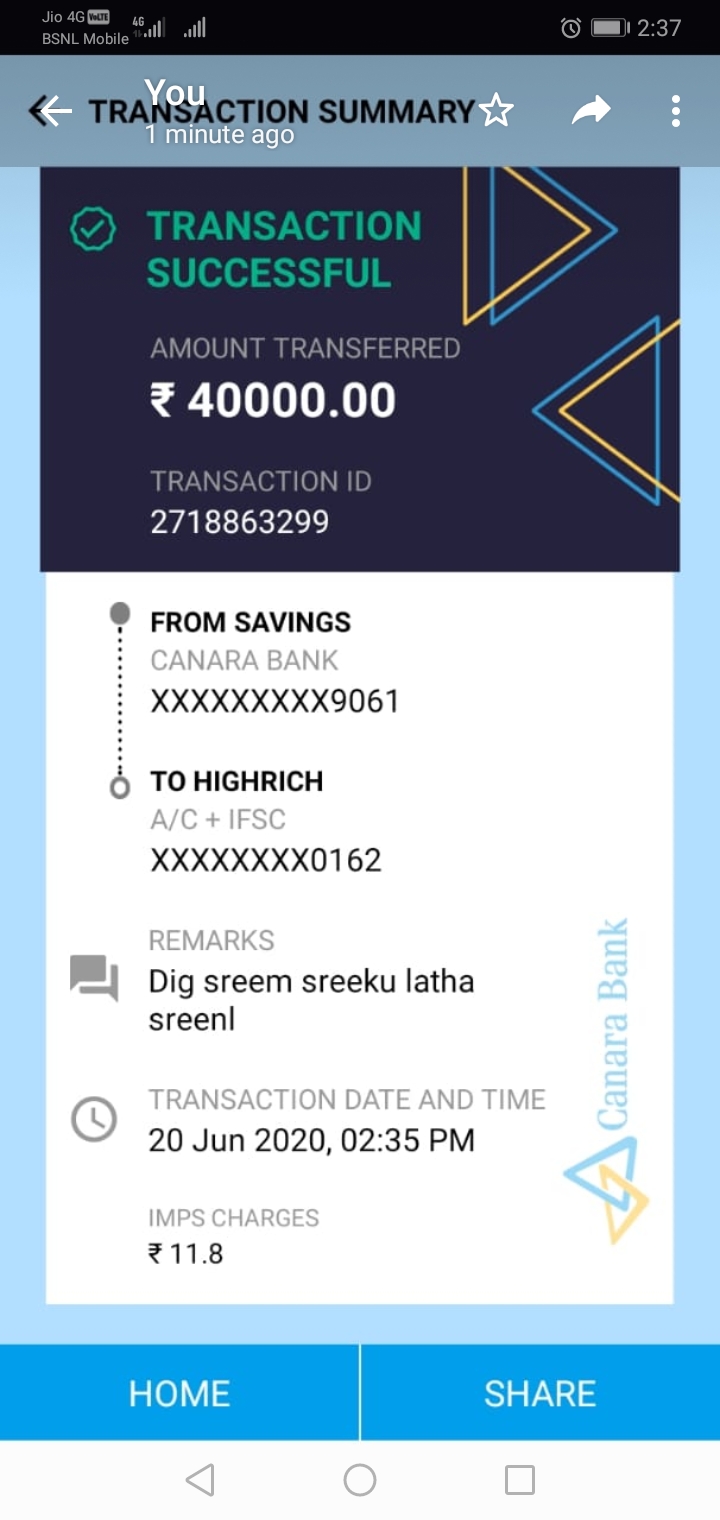 Jio 4G VoLTE 4G
BSNL Mobile
2:37
You
TRANSACTION SUMMARY
1 minute ago
TRANSACTION
SUCCESSFUL
AMOUNT TRANSFERRED
₹ 40000.00
TRANSACTION ID
2718863299
FROM SAVINGS
CANARA BANK
XXXXXXXXX9061
TO HIGHRICH
A/C + IFSC
XXXXXXXX0162
REMARKS
Dig sreem sreeku latha
sreenl
Canara Bank
TRANSACTION DATE AND TIME
20 Jun 2020, 02:35 PM
IMPS CHARGES
₹ 11.8
HOME
SHARE